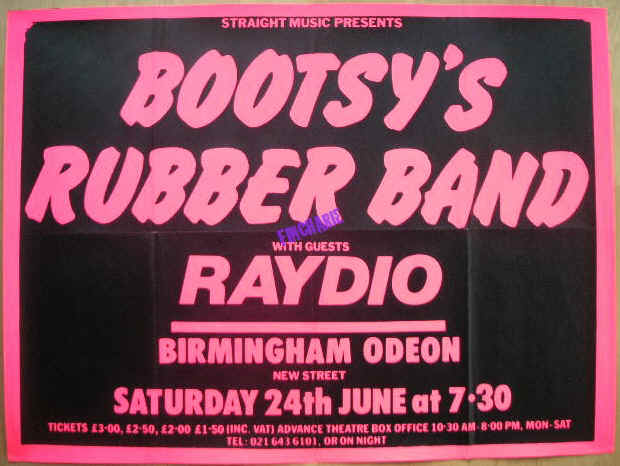 STRAIGHT MUSIC PRESENTS
BOOTSY'S
RUBBER BAND
WITH GUESTS
RAYDIO
BIRMINGHAM ODEON
NEW STREET
SATURDAY 24th JUNE at 7·30
TICKETS £3·00, £2·50, £2·00 £1·50 (INC. VAT) ADVANCE THEATRE BOX OFFICE 10·30 AM-8·00 PM, MON-SAT
TEL: 021 643 6101, OR ON NIGHT